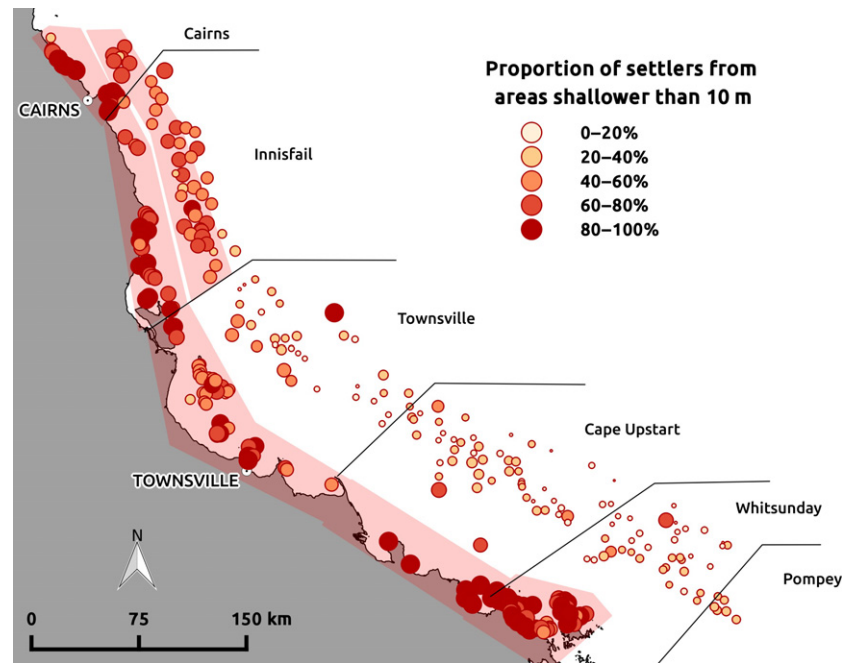 Cairns
Proportion of settlers from
areas shallower than 10 m
CAIRNS
0–20%
Innisfail
20–40%
40–60%
60–80%
80–100%
Townsville
Cape Upstart
TOWNSVILLE
Whitsunday
N
Pompey
0 75 150 km